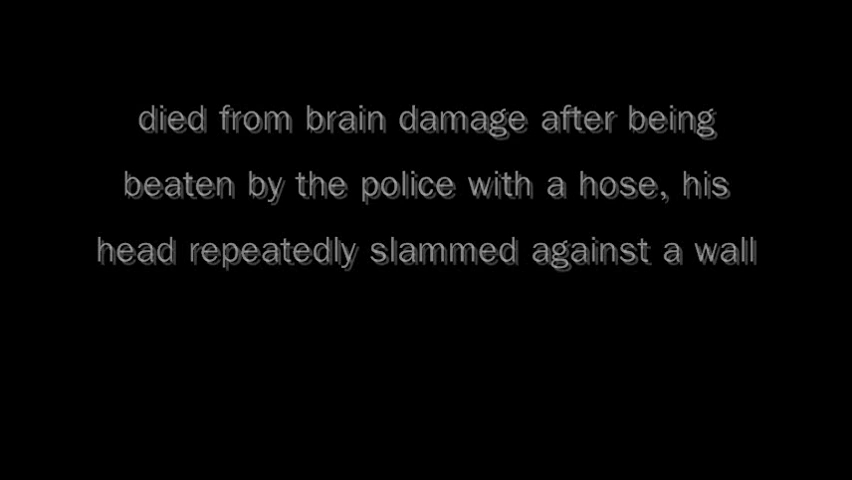 died from brain damage after being
beaten by the police with a hose, his
head repeatedly slammed against a wall